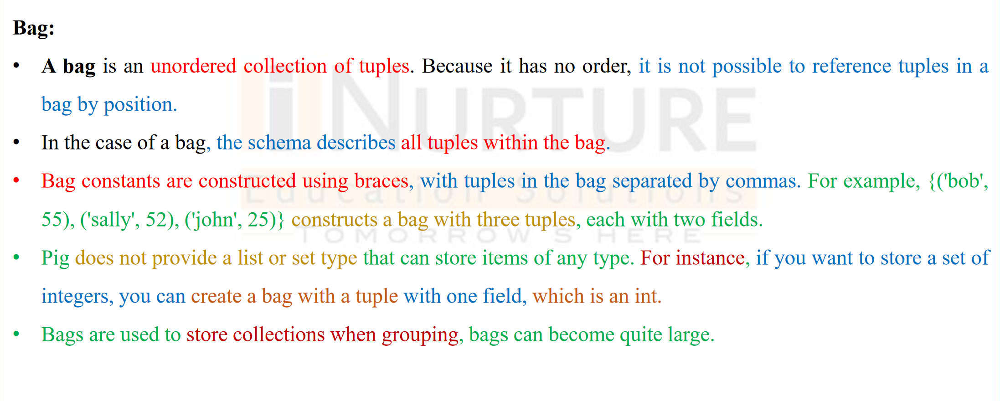 Bag:
• A bag is an unordered collection of tuples. Because it has no order, it is not possible to reference tuples in a
bag by position.
• In the case of a bag, the schema describes all tuples within the bag.
• Bag constants are constructed using braces, with tuples in the bag separated by commas. For example, {('bob',
55), ('sally', 52), ('john', 25)} constructs a bag with three tuples, each with two fields.
• Pig does not provide a list or set type that can store items of any type. For instance, if you want to store a set of
integers, you can create a bag with a tuple with one field, which is an int.
• Bags are used to store collections when grouping, bags can become quite large.
iNURTURE
Education Solutions
TOMORROW'S HERE